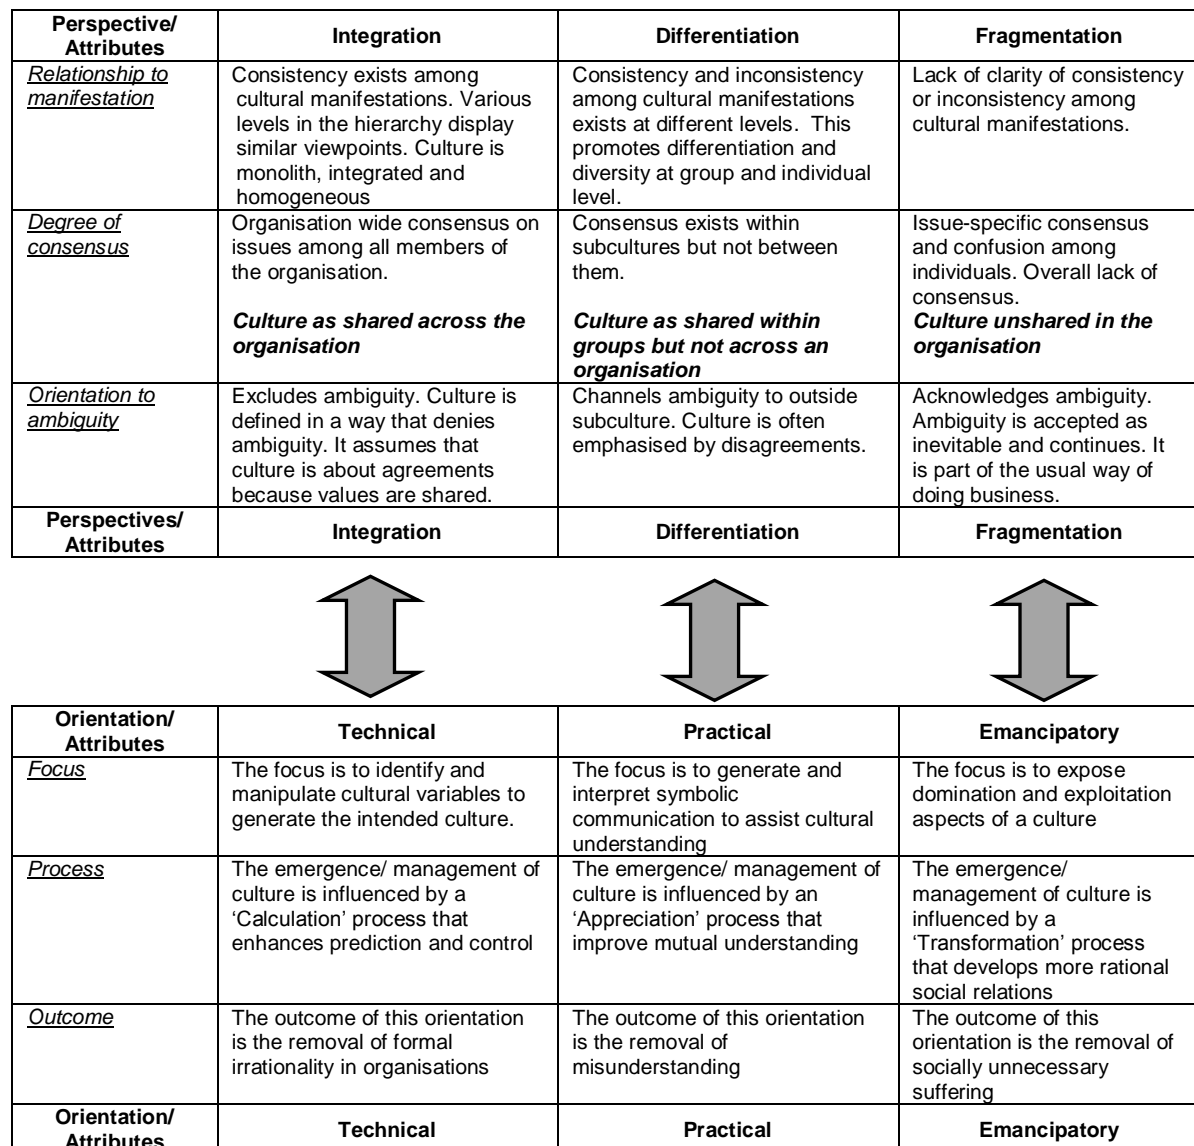 Perspective/
Attributes
Integration
Differentiation
Fragmentation
Relationship to
manifestation
Consistency exists among
cultural manifestations. Various
levels in the hierarchy display
similar viewpoints. Culture is
monolith, integrated and
homogeneous
Consistency and inconsistency
among cultural manifestations
exists at different levels. This
promotes differentiation and
diversity at group and individual
level.
Lack of clarity of consistency
or inconsistency among
cultural manifestations.
Degree of
consensus
Organisation wide consensus on
issues among all members of
the organisation.
Culture as shared across the
organisation
Consensus exists within
subcultures but not between
them.
Culture as shared within
groups but not across an
organisation
Issue-specific consensus
and confusion among
individuals. Overall lack of
consensus.
Culture unshared in the
organisation
Orientation to
ambiguity
Excludes ambiguity. Culture is
defined in a way that denies
ambiguity. It assumes that
culture is about agreements
because values are shared.
Channels ambiguity to outside
subculture. Culture is often
emphasised by disagreements.
Acknowledges ambiguity.
Ambiguity is accepted as
inevitable and continues. It
is part of the usual way of
doing business.
Perspectives/
Attributes
Integration
Differentiation
Fragmentation
Orientation/
Attributes
Technical
Practical
Emancipatory
Focus
The focus is to identify and
manipulate cultural variables to
generate the intended culture.
The focus is to generate and
interpret symbolic
communication to assist cultural
understanding
The focus is to expose
domination and exploitation
aspects of a culture
Process
The emergence/ management of
culture is influenced by a
‘Calculation’ process that
enhances prediction and control
The emergence/ management of
culture is influenced by an
‘Appreciation’ process that
improve mutual understanding
The emergence/
management of culture is
influenced by a
‘Transformation’ process
that develops more rational
social relations
Outcome
The outcome of this orientation
is the removal of formal
irrationality in organisations
The outcome of this orientation
is the removal of
misunderstanding
The outcome of this
orientation is the removal of
socially unnecessary
suffering
Orientation/
Attributes
Technical
Practical
Emancipatory